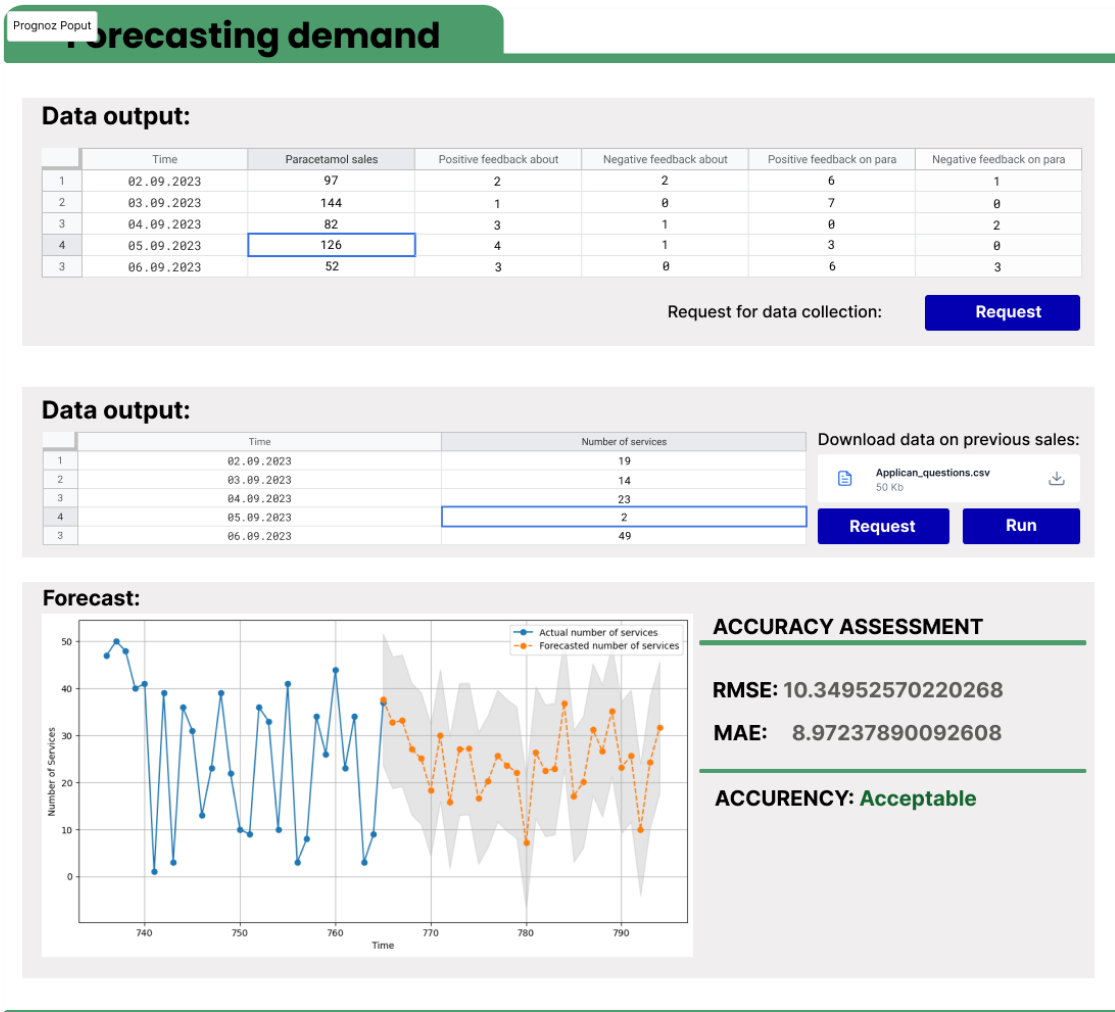 Prognoz Poput
Forecasting demand
Data output:
Time Paracetamol sales Positive feedback about Negative feedback about Positive feedback on para Negative feedback on para
1 02.09.2023 97 2 2 6 1
2 03.09.2023 144 1 0 7 0
3 04.09.2023 82 3 1 0 2
4 05.09.2023 126 4 1 3 0
3 06.09.2023 52 3 0 6 3
Request for data collection: Request
Data output:
Time Number of services
1 02.09.2023 19
2 03.09.2023 14
3 04.09.2023 23
4 05.09.2023 2
3 06.09.2023 49
Download data on previous sales:
Applican_questions.csv
50 Kb
Request Run
Forecast:
Actual number of services
Forecasted number of services
Number of Services
50
40
30
20
10
0
740 750 760 770 780 790
Time
ACCURACY ASSESSMENT
RMSE: 10.34952570220268
MAE: 8.97237890092608
ACCURENCY: Acceptable